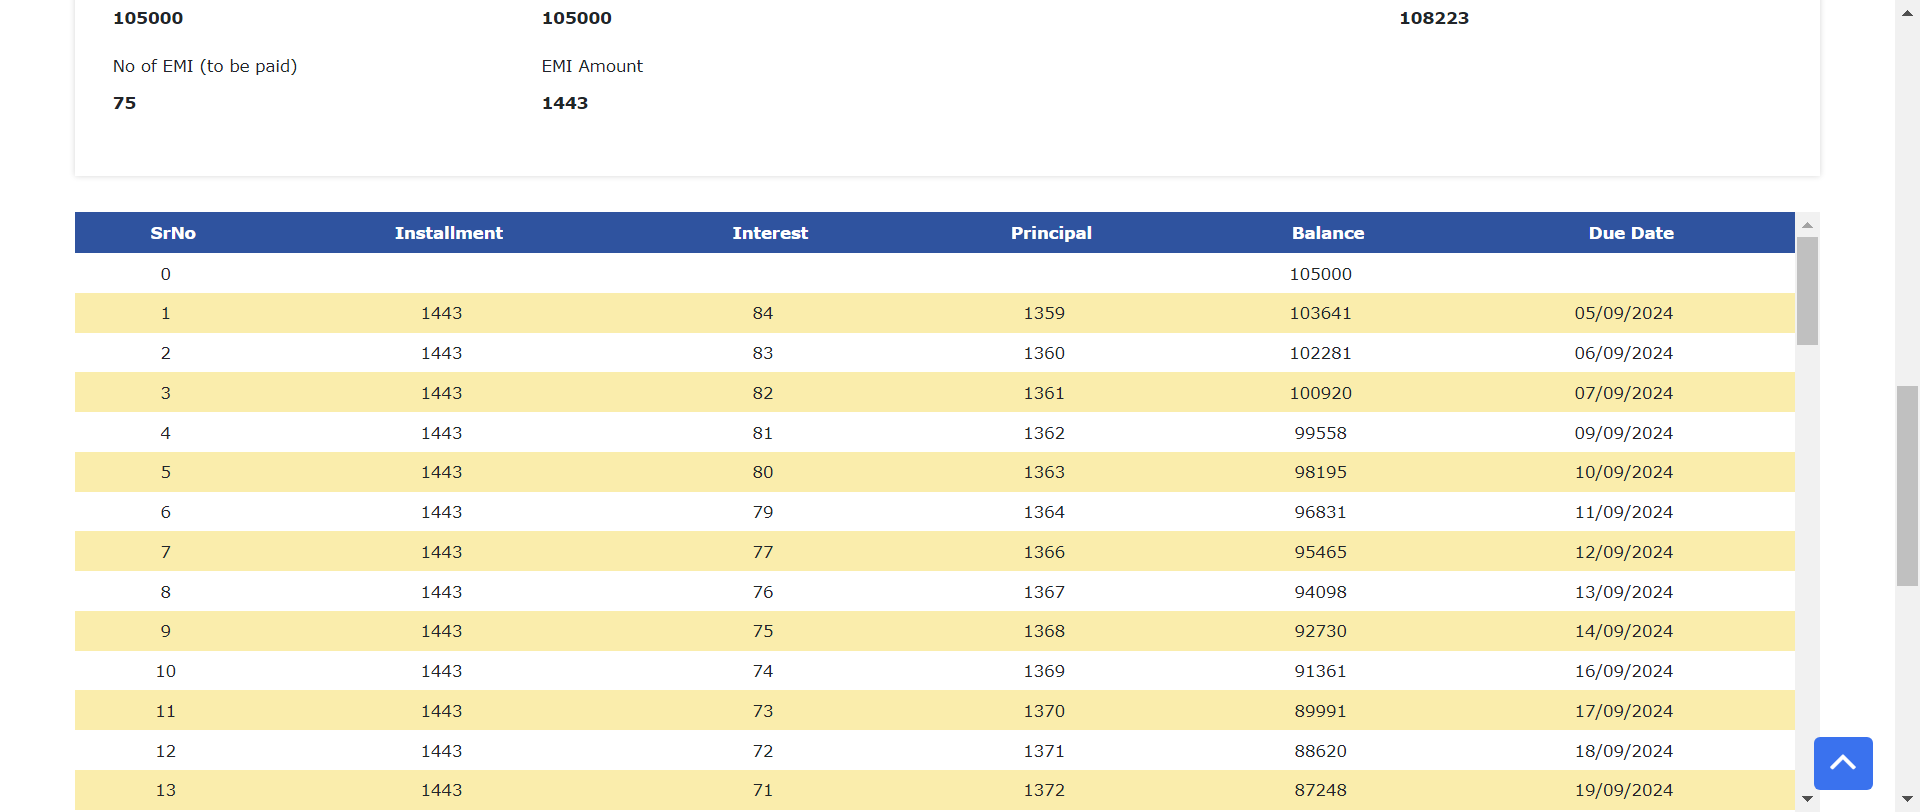 105000 105000 108223
No of EMI (to be paid) EMI Amount
75 1443
SrNo Installment Interest Principal Balance Due Date
0 105000
1 1443 84 1359 103641 05/09/2024
2 1443 83 1360 102281 06/09/2024
3 1443 82 1361 100920 07/09/2024
4 1443 81 1362 99558 09/09/2024
5 1443 80 1363 98195 10/09/2024
6 1443 79 1364 96831 11/09/2024
7 1443 77 1366 95465 12/09/2024
8 1443 76 1367 94098 13/09/2024
9 1443 75 1368 92730 14/09/2024
10 1443 74 1369 91361 16/09/2024
11 1443 73 1370 89991 17/09/2024
12 1443 72 1371 88620 18/09/2024
13 1443 71 1372 87248 19/09/2024